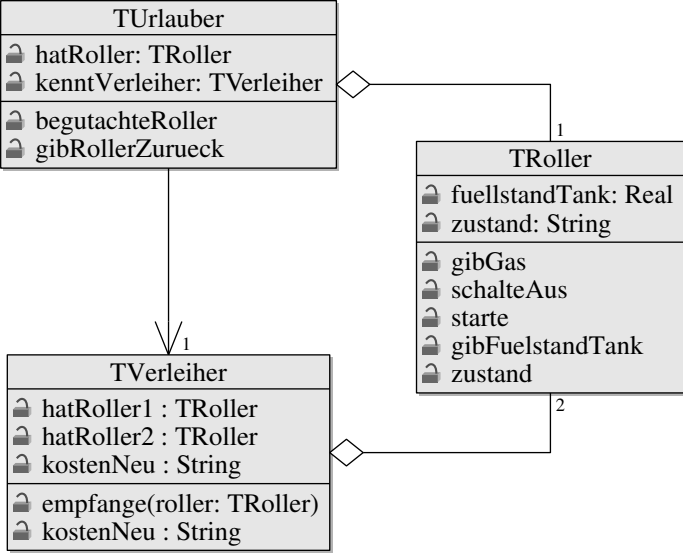 TUrlauber
hatRoller: TRoller
kenntVerleiher: TVerleiher
begutachteRoller
gibRollerZurueck
1
TRoller
fuellstandTank: Real
zustand: String
gibGas
schalteAus
starte
gibFuelstandTank
zustand
2
1
TVerleiher
hatRoller1 : TRoller
hatRoller2 : TRoller
kostenNeu : String
empfange(roller: TRoller)
kostenNeu : String